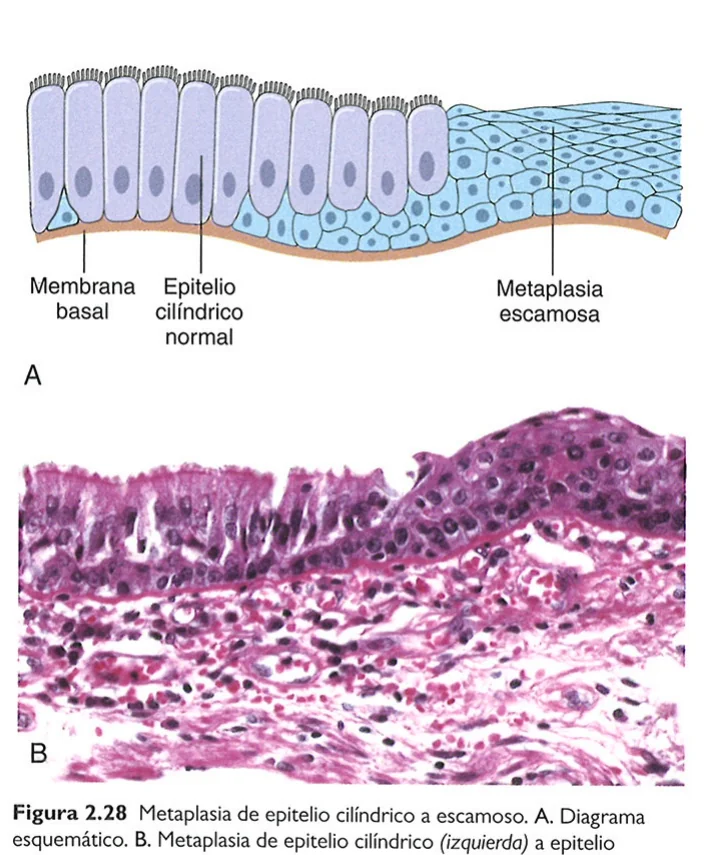 Membrana
basal
Epitelio
cilíndrico
normal
Metaplasia
escamosa
A
B
Figura 2.28 Metaplasia de epitelio cilíndrico a escamoso. A. Diagrama
esquemático. B. Metaplasia de epitelio cilíndrico (izquierda) a epitelio